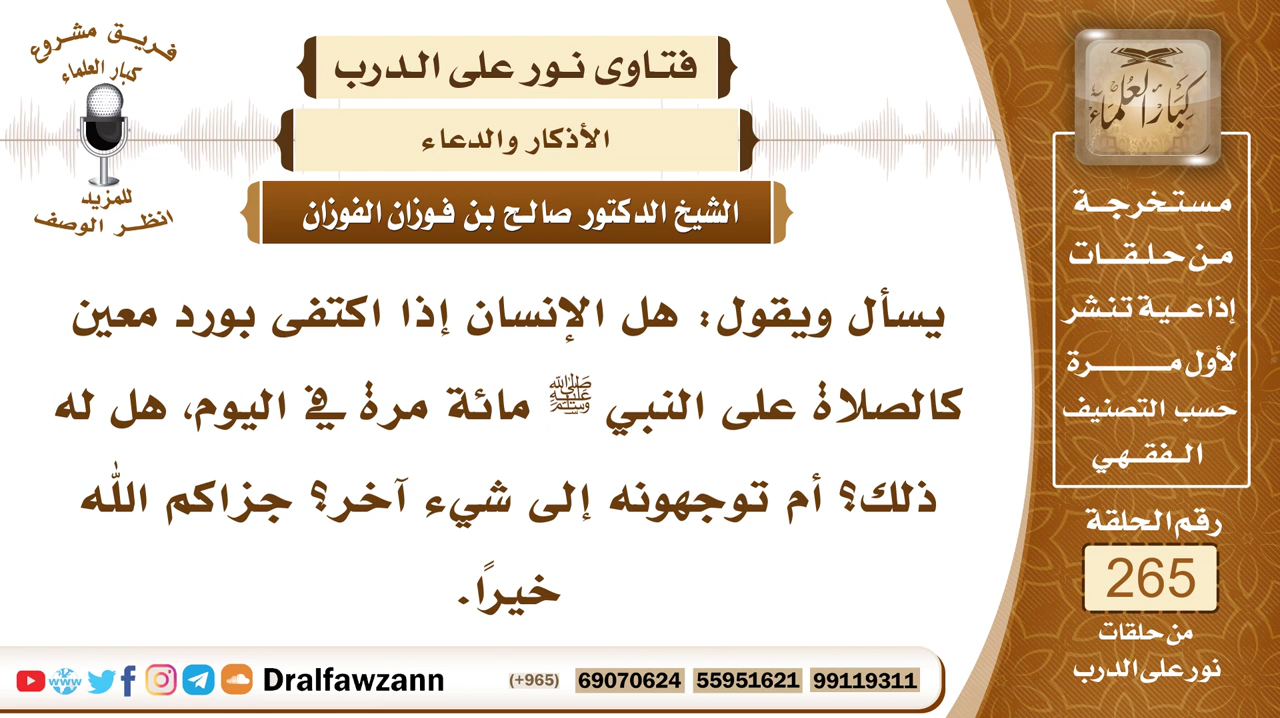 فريق مشروع
كبار العلماء
للمزيد
انظر الوصف
فتاوى نور على الدرب
الأذكار والدعاء
الشيخ الدكتور صالح بن فوزان الفوزان
يسأل ويقول: هل الإنسان إذا اكتفى بورد معين
كالصلاة على النبي ﷺ مائة مرة في اليوم، هل له
ذلك؟ أم توجهونه إلى شيء آخر؟ جزاكم الله
خيرًا.
كبار العلماء
مستخرجة
من حلقات
إذاعية تنشر
لأول مرة
حسب التصنيف
الفقهي
رقم الحلقة
265
من حلقات
نور على الدرب
www Dralfawzann (+965) 69070624 55951621 99119311